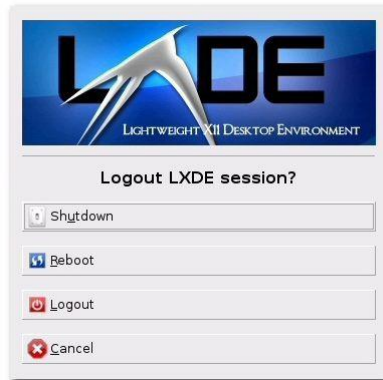 LXDE
LIGHTWEIGHT X11 DESKTOP ENVIRONMENT
Logout LXDE session?
Shutdown
Reboot
Logout
Cancel